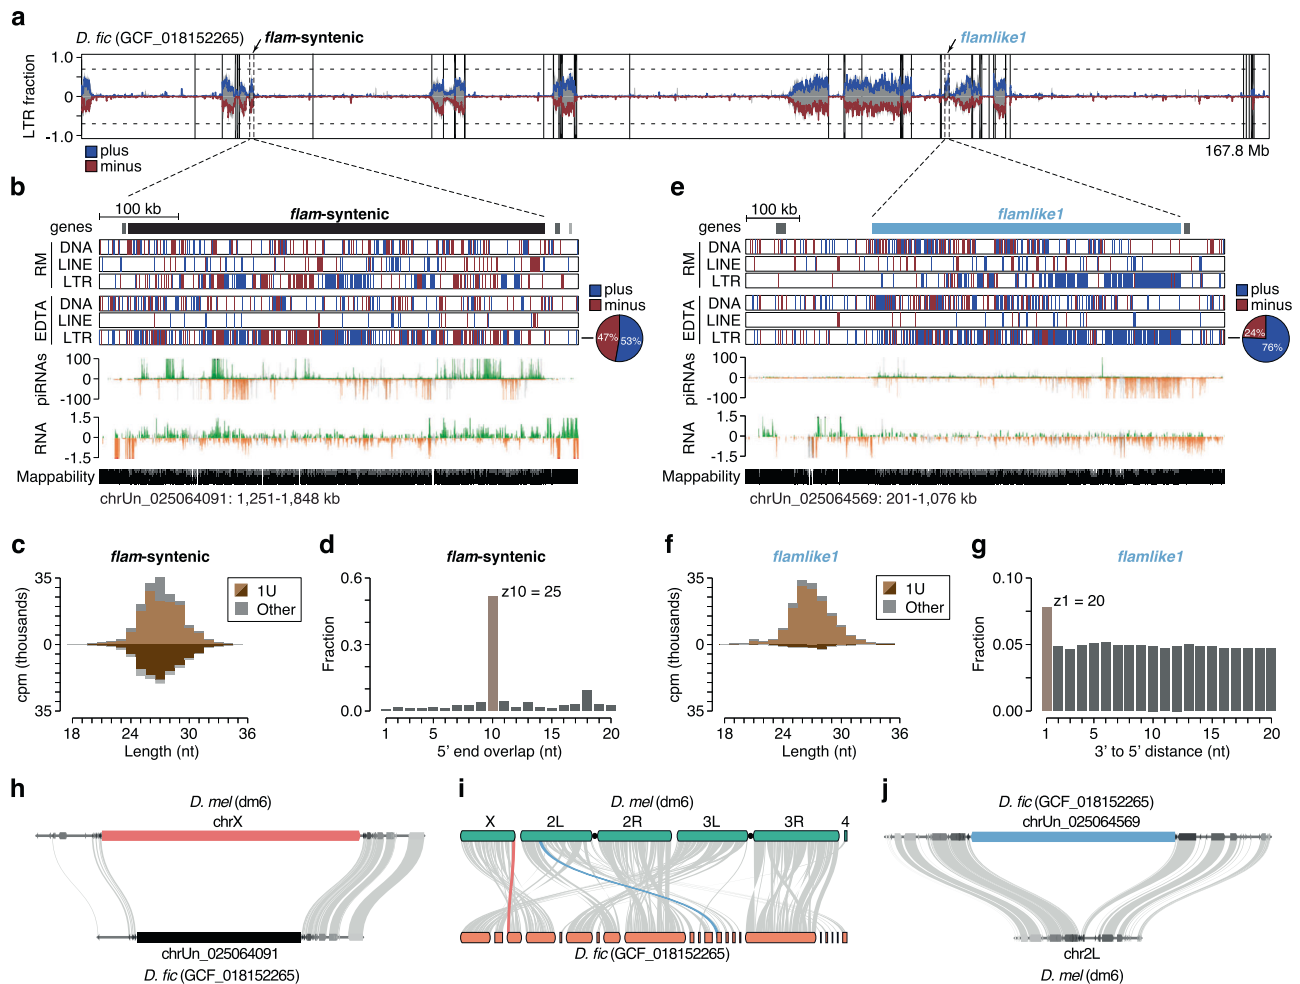 a
D. fic (GCF_018152265)
flam-syntenic
flamlike1
LTR fraction
1.0
0
-1.0
plus
minus
167.8 Mb
b
100 kb
flam-syntenic
genes
RM
DNA
LINE
LTR
EDTA
DNA
LINE
LTR
plus
minus
47%
53%
piRNAs
100
0
-100
RNA
1.5
0
-1.5
Mappability
chrUn_025064091: 1,251-1,848 kb
e
100 kb
flamlike1
genes
RM
DNA
LINE
LTR
EDTA
DNA
LINE
LTR
plus
minus
24%
76%
piRNAs
100
0
-100
RNA
1.5
0
-1.5
Mappability
chrUn_025064569: 201-1,076 kb
c
flam-syntenic
cpm (thousands)
35
0
35
1U
Other
18 24 30 36
Length (nt)
d
flam-syntenic
Fraction
0.6
0.3
0.0
z10 = 25
1 5 10 15 20
5' end overlap (nt)
f
flamlike1
cpm (thousands)
35
0
35
1U
Other
18 24 30 36
Length (nt)
g
flamlike1
Fraction
0.10
0.05
0.00
z1 = 20
1 5 10 15 20
3' to 5' distance (nt)
h
D. mel (dm6)
chrX
chrUn_025064091
D. fic (GCF_018152265)
i
D. mel (dm6)
X 2L 2R 3L 3R 4
D. fic (GCF_018152265)
j
D. fic (GCF_018152265)
chrUn_025064569
chr2L
D. mel (dm6)